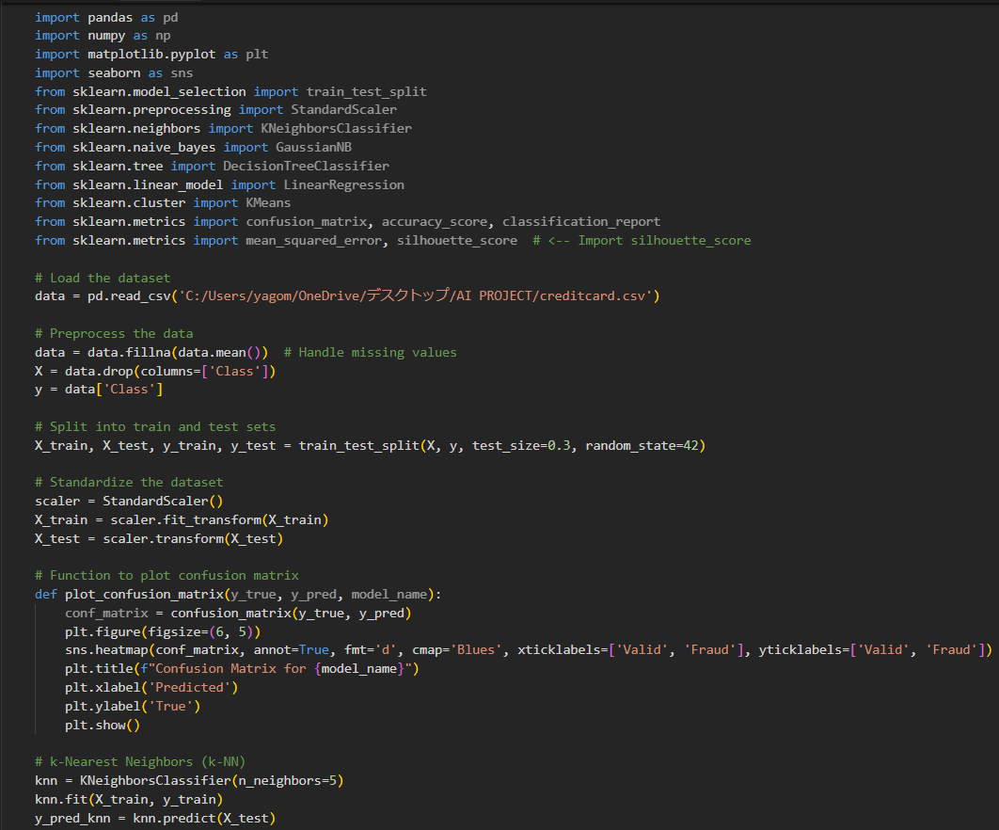 import pandas as pd
import numpy as np
import matplotlib.pyplot as plt
import seaborn as sns
from sklearn.model_selection import train_test_split
from sklearn.preprocessing import StandardScaler
from sklearn.neighbors import KNeighborsClassifier
from sklearn.naive_bayes import GaussianNB
from sklearn.tree import DecisionTreeClassifier
from sklearn.linear_model import LinearRegression
from sklearn.cluster import KMeans
from sklearn.metrics import confusion_matrix, accuracy_score, classification_report
from sklearn.metrics import mean_squared_error, silhouette_score  # <-- Import silhouette_score

# Load the dataset
data = pd.read_csv('C:/Users/yagom/OneDrive/デスクトップ/AI PROJECT/creditcard.csv')

# Preprocess the data
data = data.fillna(data.mean())  # Handle missing values
X = data.drop(columns=['Class'])
y = data['Class']

# Split into train and test sets
X_train, X_test, y_train, y_test = train_test_split(X, y, test_size=0.3, random_state=42)

# Standardize the dataset
scaler = StandardScaler()
X_train = scaler.fit_transform(X_train)
X_test = scaler.transform(X_test)

# Function to plot confusion matrix
def plot_confusion_matrix(y_true, y_pred, model_name):
    conf_matrix = confusion_matrix(y_true, y_pred)
    plt.figure(figsize=(6, 5))
    sns.heatmap(conf_matrix, annot=True, fmt='d', cmap='Blues', xticklabels=['Valid', 'Fraud'], yticklabels=['Valid', 'Fraud'])
    plt.title(f"Confusion Matrix for {model_name}")
    plt.xlabel('Predicted')
    plt.ylabel('True')
    plt.show()

# k-Nearest Neighbors (k-NN)
knn = KNeighborsClassifier(n_neighbors=5)
knn.fit(X_train, y_train)
y_pred_knn = knn.predict(X_test)